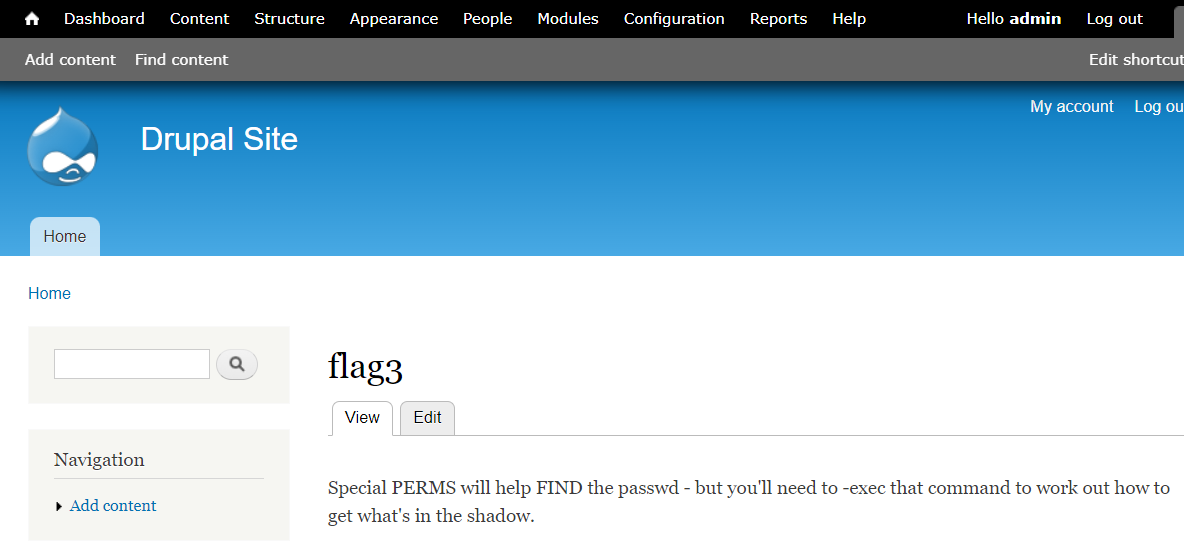 Dashboard Content Structure Appearance People Modules Configuration Reports Help Hello admin Log out
Add content Find content Edit shortcut
My account Log ou
Drupal Site
Home
Home
flag3
View Edit
Special PERMS will help FIND the passwd - but you'll need to -exec that command to work out how to
get what's in the shadow.
Navigation
Add content